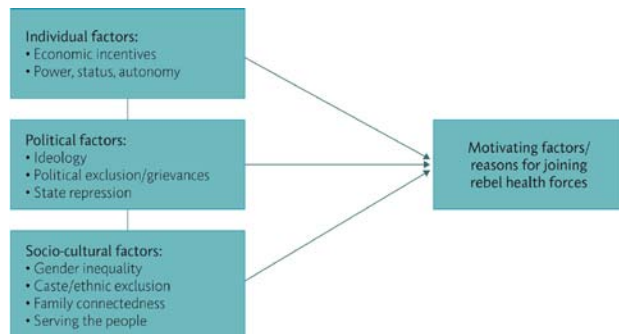 Individual factors:
• Economic incentives
• Power, status, autonomy
Political factors:
• Ideology
• Political exclusion/grievances
• State repression
Socio-cultural factors:
• Gender inequality
• Caste/ethnic exclusion
• Family connectedness
• Serving the people
Motivating factors/
reasons for joining
rebel health forces